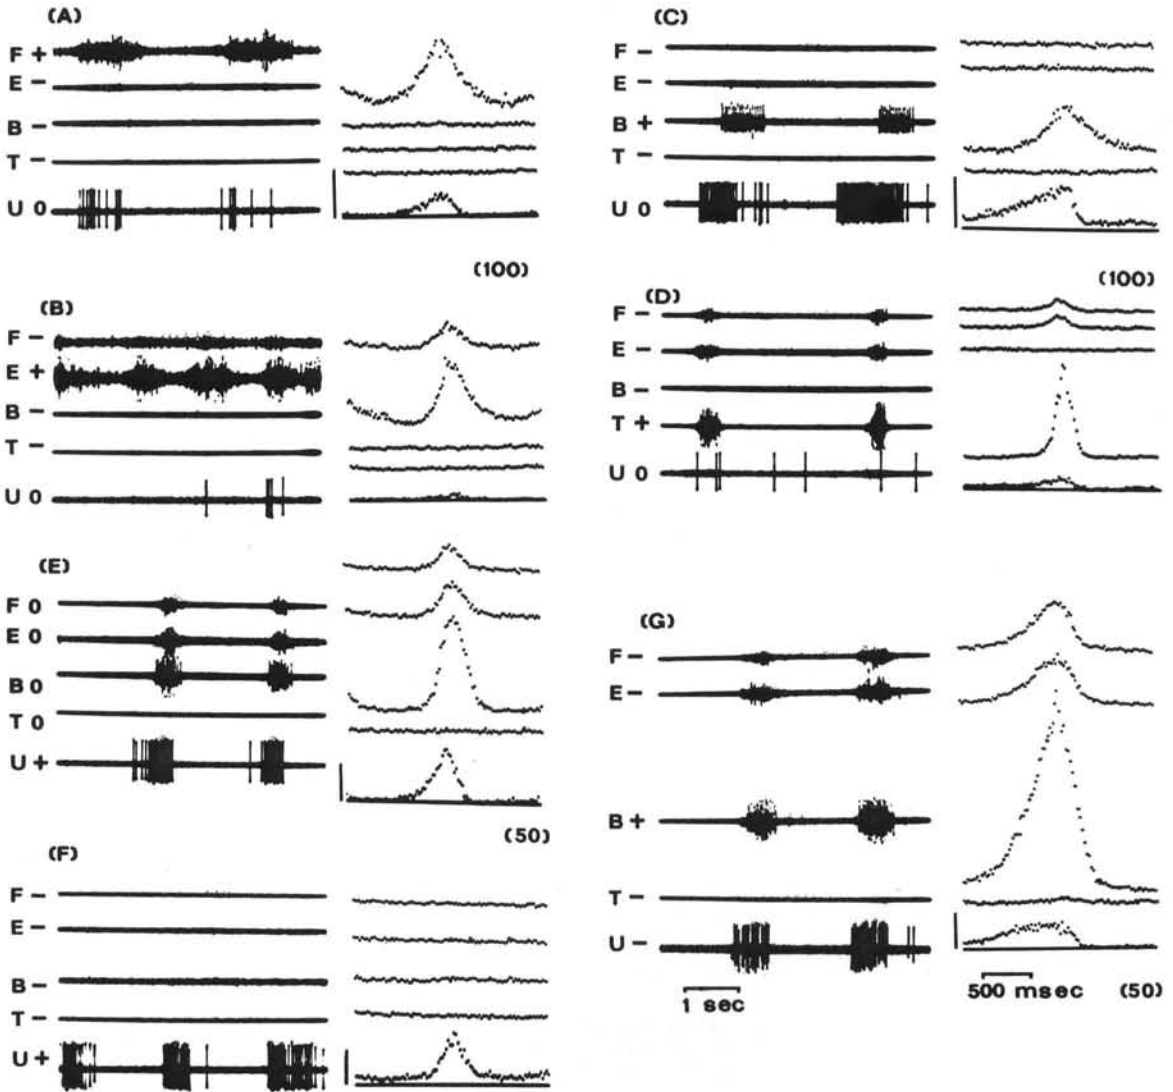 (A)
F +
E -
B -
T -
U 0
(100)
(B)
F -
E +
B -
T -
U 0
(E)
F 0
E 0
B 0
T 0
U +
(50)
(F)
F -
E -
B -
T -
U +
(C)
F -
E -
B +
T -
U 0
(100)
(D)
F -
E -
B -
T +
U 0
(G)
F -
E -
B +
T -
U -
1 sec
500 msec
(50)